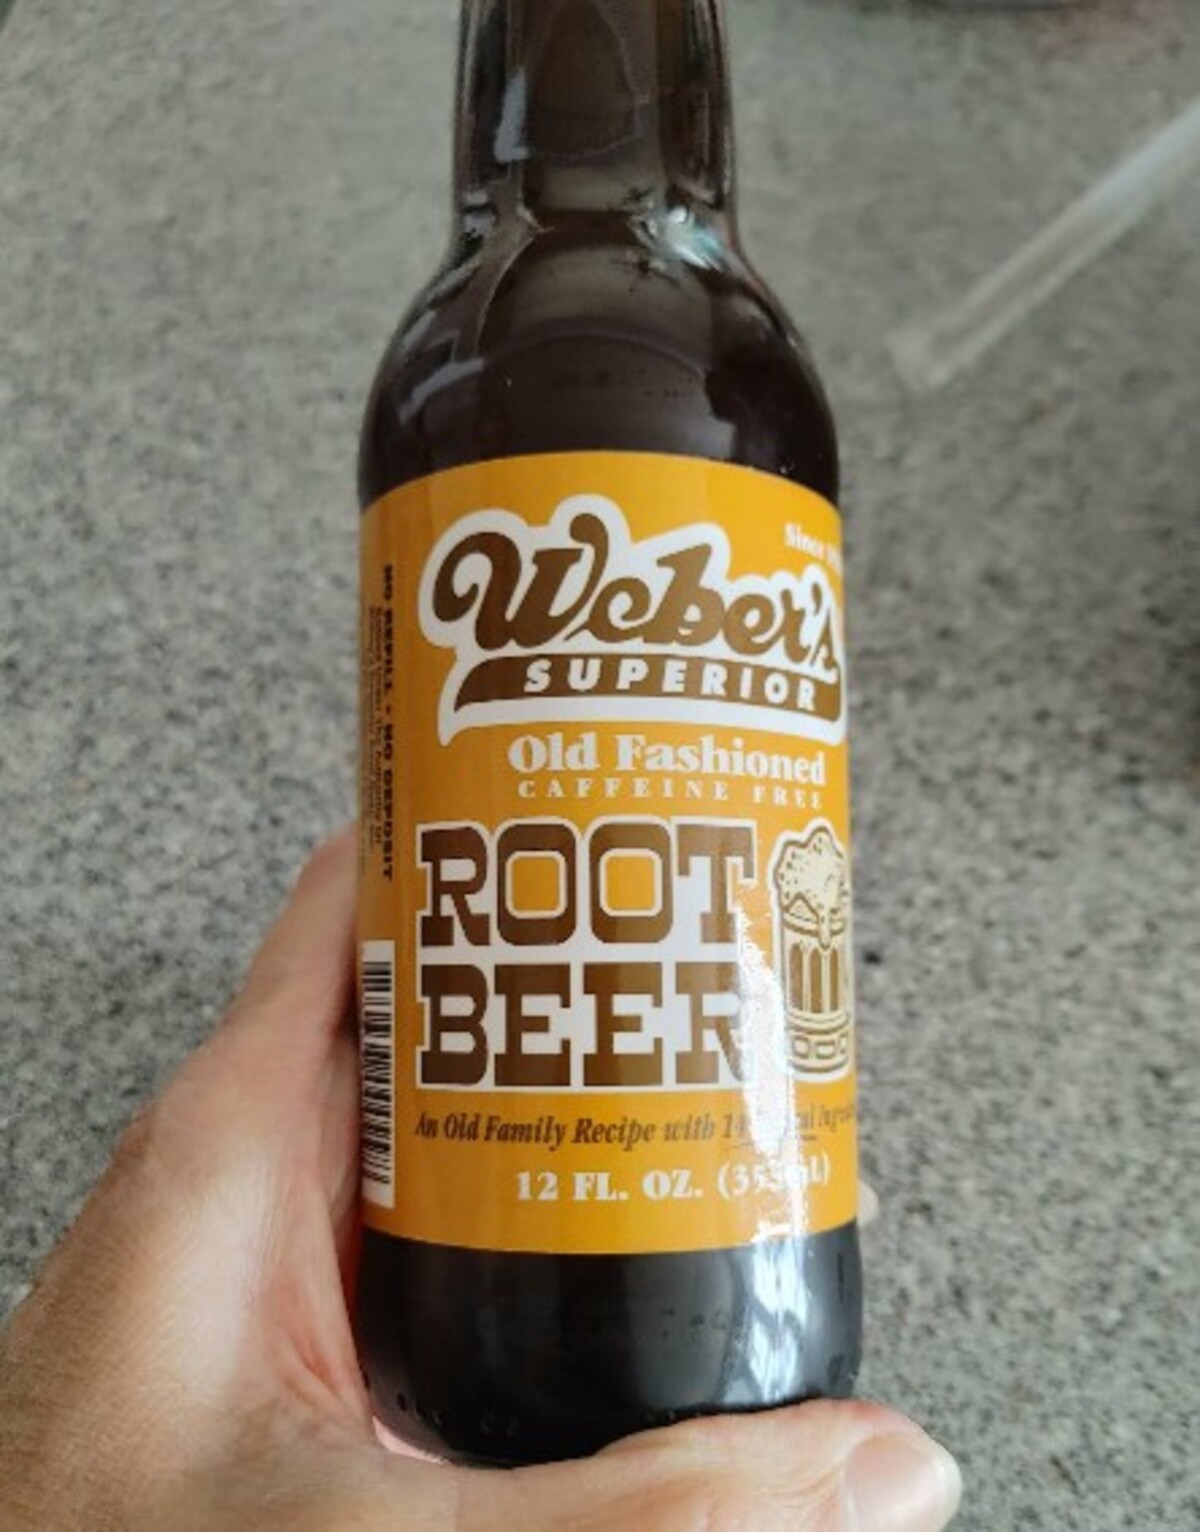 Since
Weber's
SUPERIOR
Old Fashioned
CAFFEINE FREE
ROOT
BEER
An Old Family Recipe with
12 FL. OZ.
NO REFILL • NO DEPOSIT